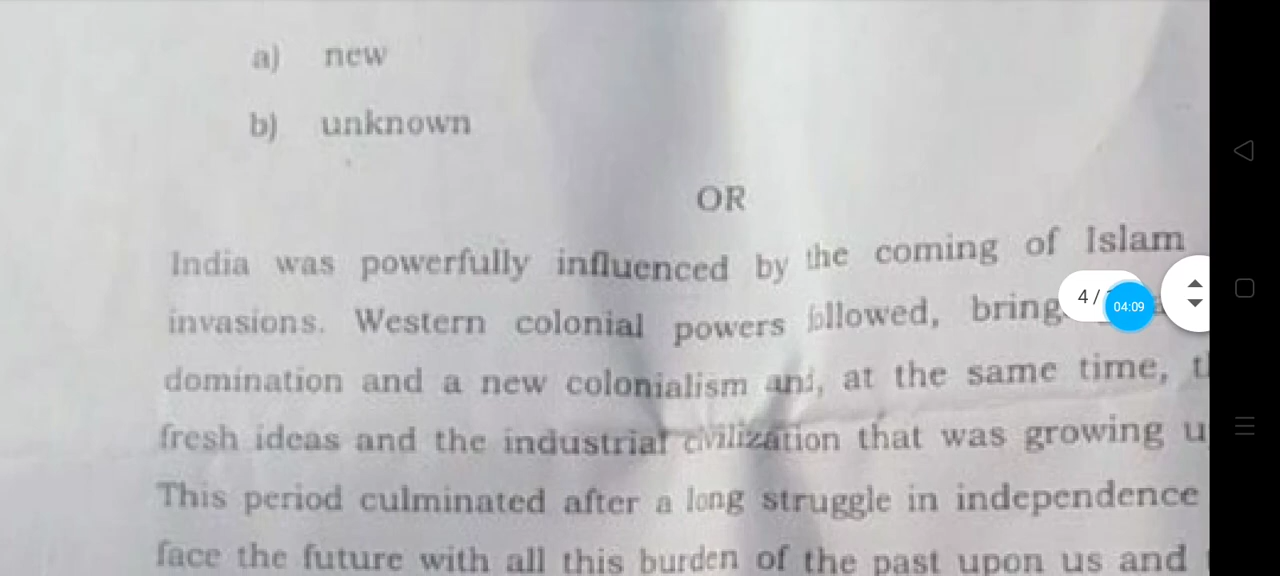 a) new
b) unknown
OR
India was powerfully influenced by the coming of Islam
invasions. Western colonial powers followed, bring
4 /
04:09
domination and a new colonialism and, at the same time,
fresh ideas and the industrial civilization that was growing
This period culminated after a long struggle in independence
face the future with all this burden of the past upon us and